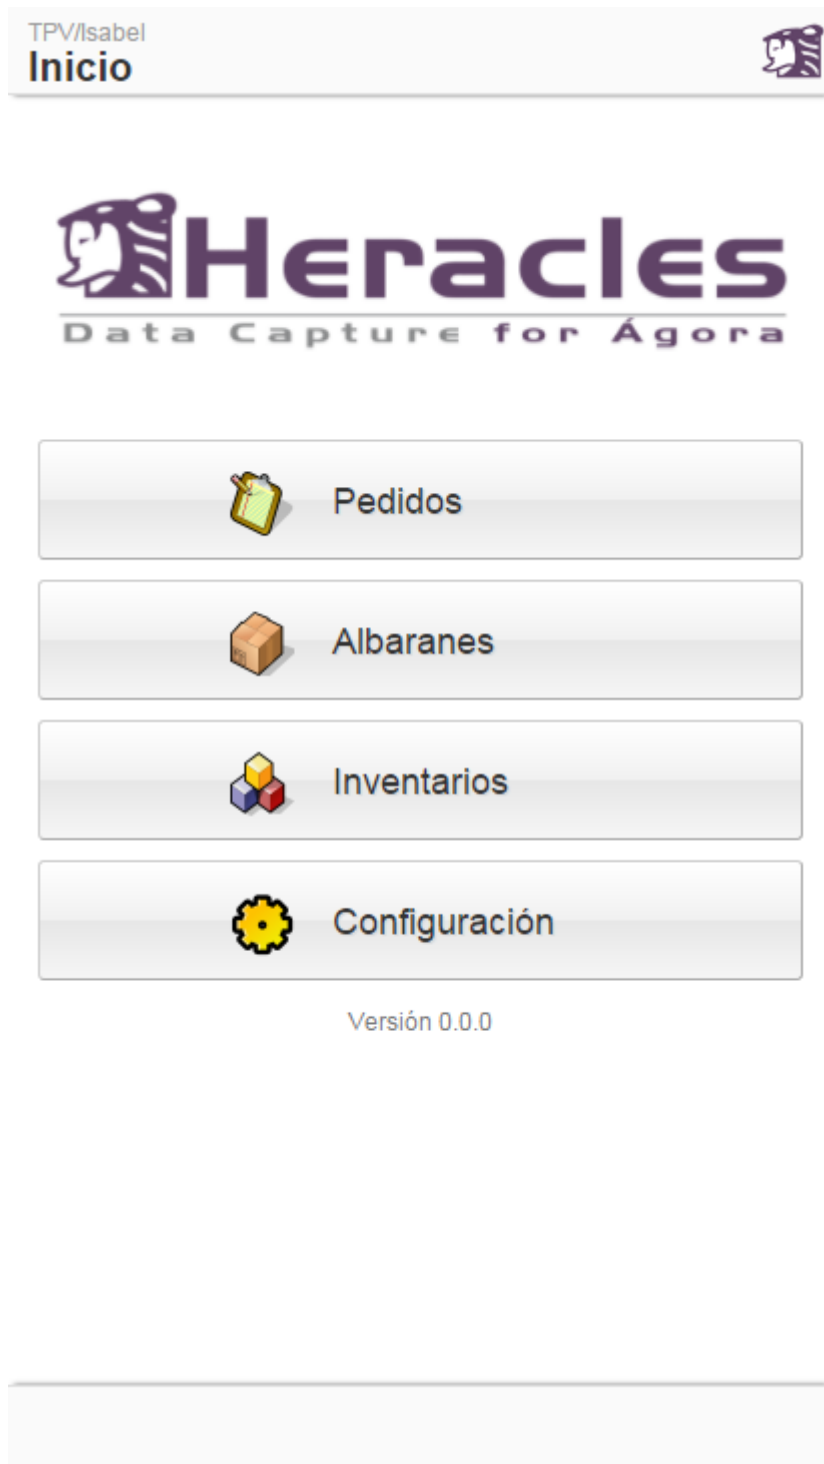 TPV/Isabel
Inicio
Heracles
Data Capture for Ágora
Pedidos
Albaranes
Inventarios
Configuración
Versión 0.0.0